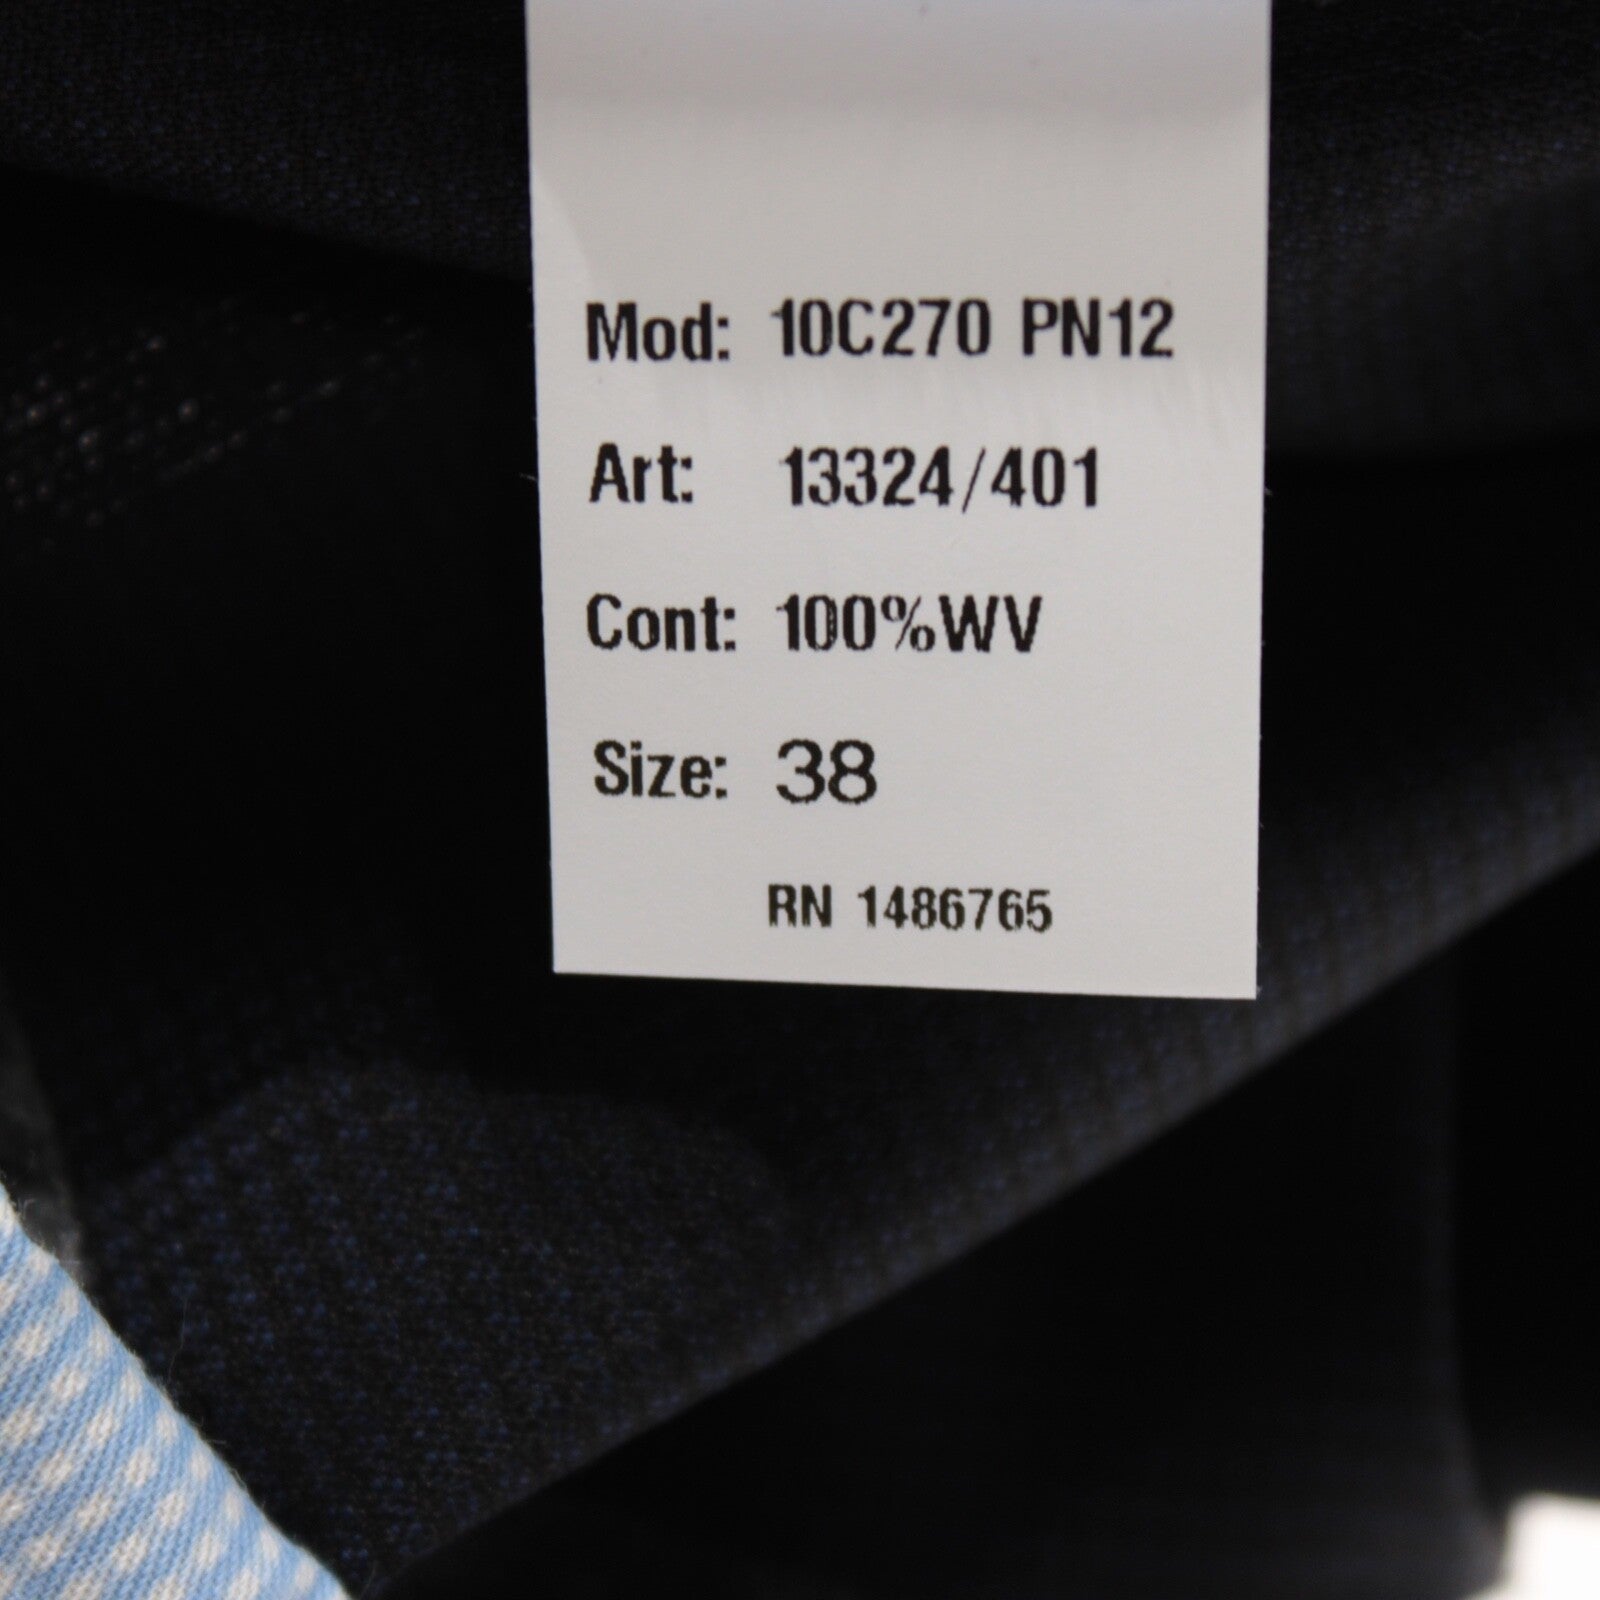 Mod: 10C270 PN12
Art: 13324/401
Cont: 100%WV
Size: 38
RN 1486765